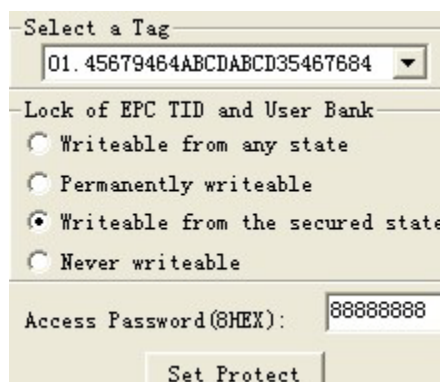 Select a Tag
01.45679464ABCDABCD35467684
Lock of EPC TID and User Bank
Writeable from any state
Permanently writeable
Writeable from the secured state
Never writeable
Access Password(8HEX): 88888888
Set Protect